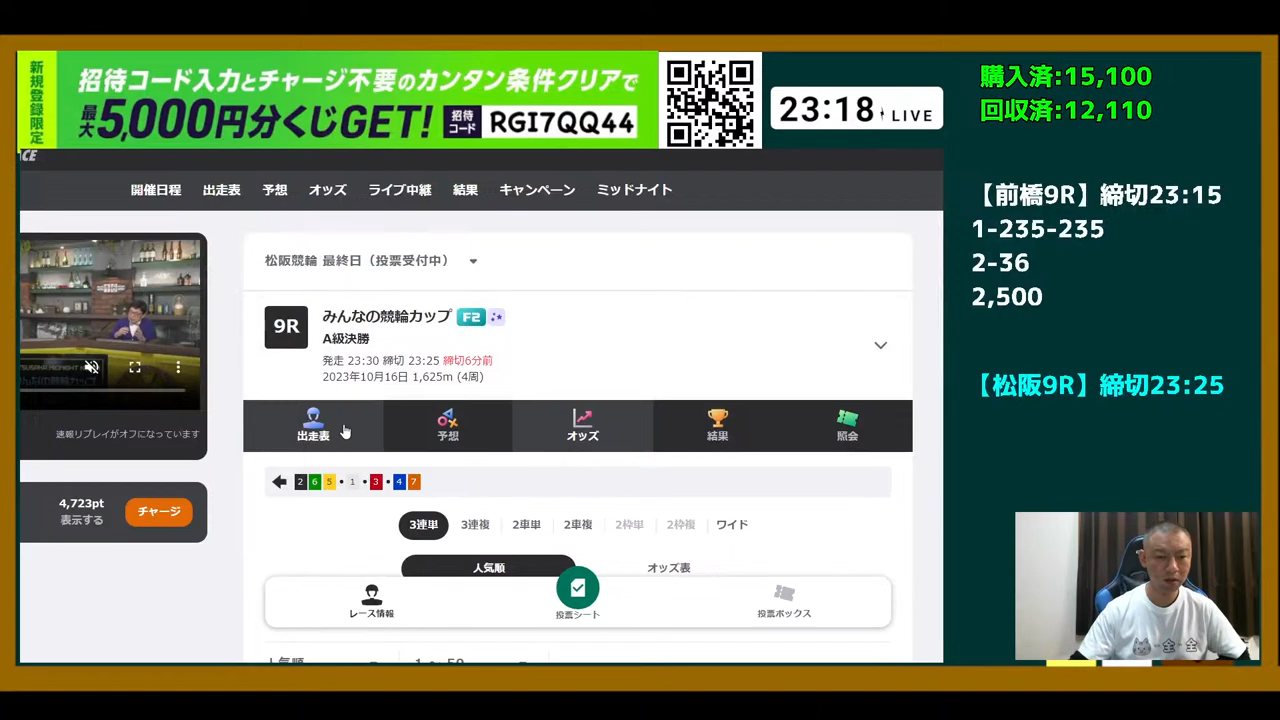 新規登録限定
招待コード入力とチャージ不要のカンタン条件クリアで
最大5,000円分くじGET! 招待コード RGI7QQ44
23:18 LIVE
購入済:15,100
回収済:12,110
【前橋9R】締切23:15
1-235-235
2-36
2,500
【松阪9R】締切23:25
開催日程 出走表 予想 オッズ ライブ中継 結果 キャンペーン ミッドナイト
松阪競輪 最終日（投票受付中）
9R
みんなの競輪カップ F2
A級決勝
発走 23:30 締切 23:25 締切6分前
2023年10月16日 1,625m (4周)
出走表 予想 オッズ 結果 照会
速報リプレイがオフになっています
4,723pt
表示する
チャージ
2 6 5 • 1 • 3 • 4 7
3連単 3連複 2車単 2車複 2枠単 2枠複 ワイド
人気順 オッズ表
レース情報 投票シート 投票ボックス
全 全